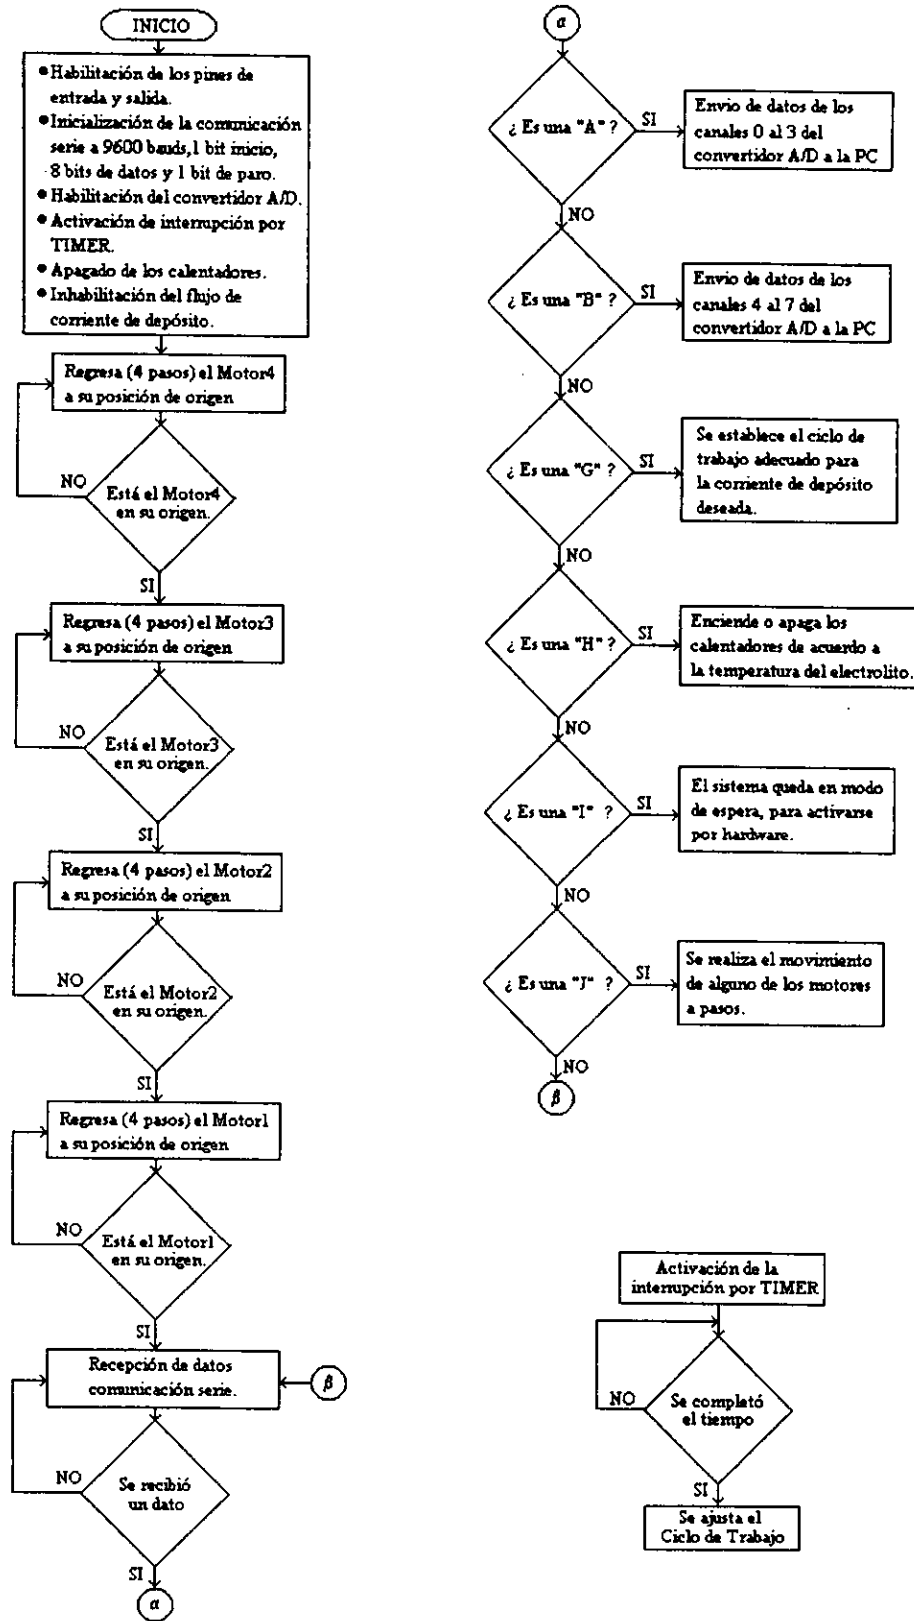 INICIO
● Habilitación de los pines de
entrada y salida.
● Inicialización de la comunicación
serie a 9600 bauds, 1 bit inicio,
8 bits de datos y 1 bit de paro.
● Habilitación del convertidor A/D.
● Activación de interrupción por
TIMER.
● Apagado de los calentadores.
● Inhabilitación del flujo de
corriente de depósito.
Regresa (4 pasos) el Motor4
a su posición de origen
NO
Está el Motor4
en su origen.
SI
Regresa (4 pasos) el Motor3
a su posición de origen
NO
Está el Motor3
en su origen.
SI
Regresa (4 pasos) el Motor2
a su posición de origen
NO
Está el Motor2
en su origen.
SI
Regresa (4 pasos) el Motor1
a su posición de origen
NO
Está el Motor1
en su origen.
SI
Recepción de datos
comunicación serie.
β
NO
Se recibió
un dato
SI
α
α
¿ Es una "A" ?
SI
Envio de datos de los
canales 0 al 3 del
convertidor A/D a la PC
NO
¿ Es una "B" ?
SI
Envio de datos de los
canales 4 al 7 del
convertidor A/D a la PC
NO
¿ Es una "G" ?
SI
Se establece el ciclo de
trabajo adecuado para
la corriente de depósito
deseada.
NO
¿ Es una "H" ?
SI
Enciende o apaga los
calentadores de acuerdo a
la temperatura del electrolito.
NO
¿ Es una "I" ?
SI
El sistema queda en modo
de espera, para activarse
por hardware.
NO
¿ Es una "J" ?
SI
Se realiza el movimiento
de alguno de los motores
a pasos.
NO
β
Activación de la
interrupción por TIMER
NO
Se completó
el tiempo
SI
Se ajusta el
Ciclo de Trabajo